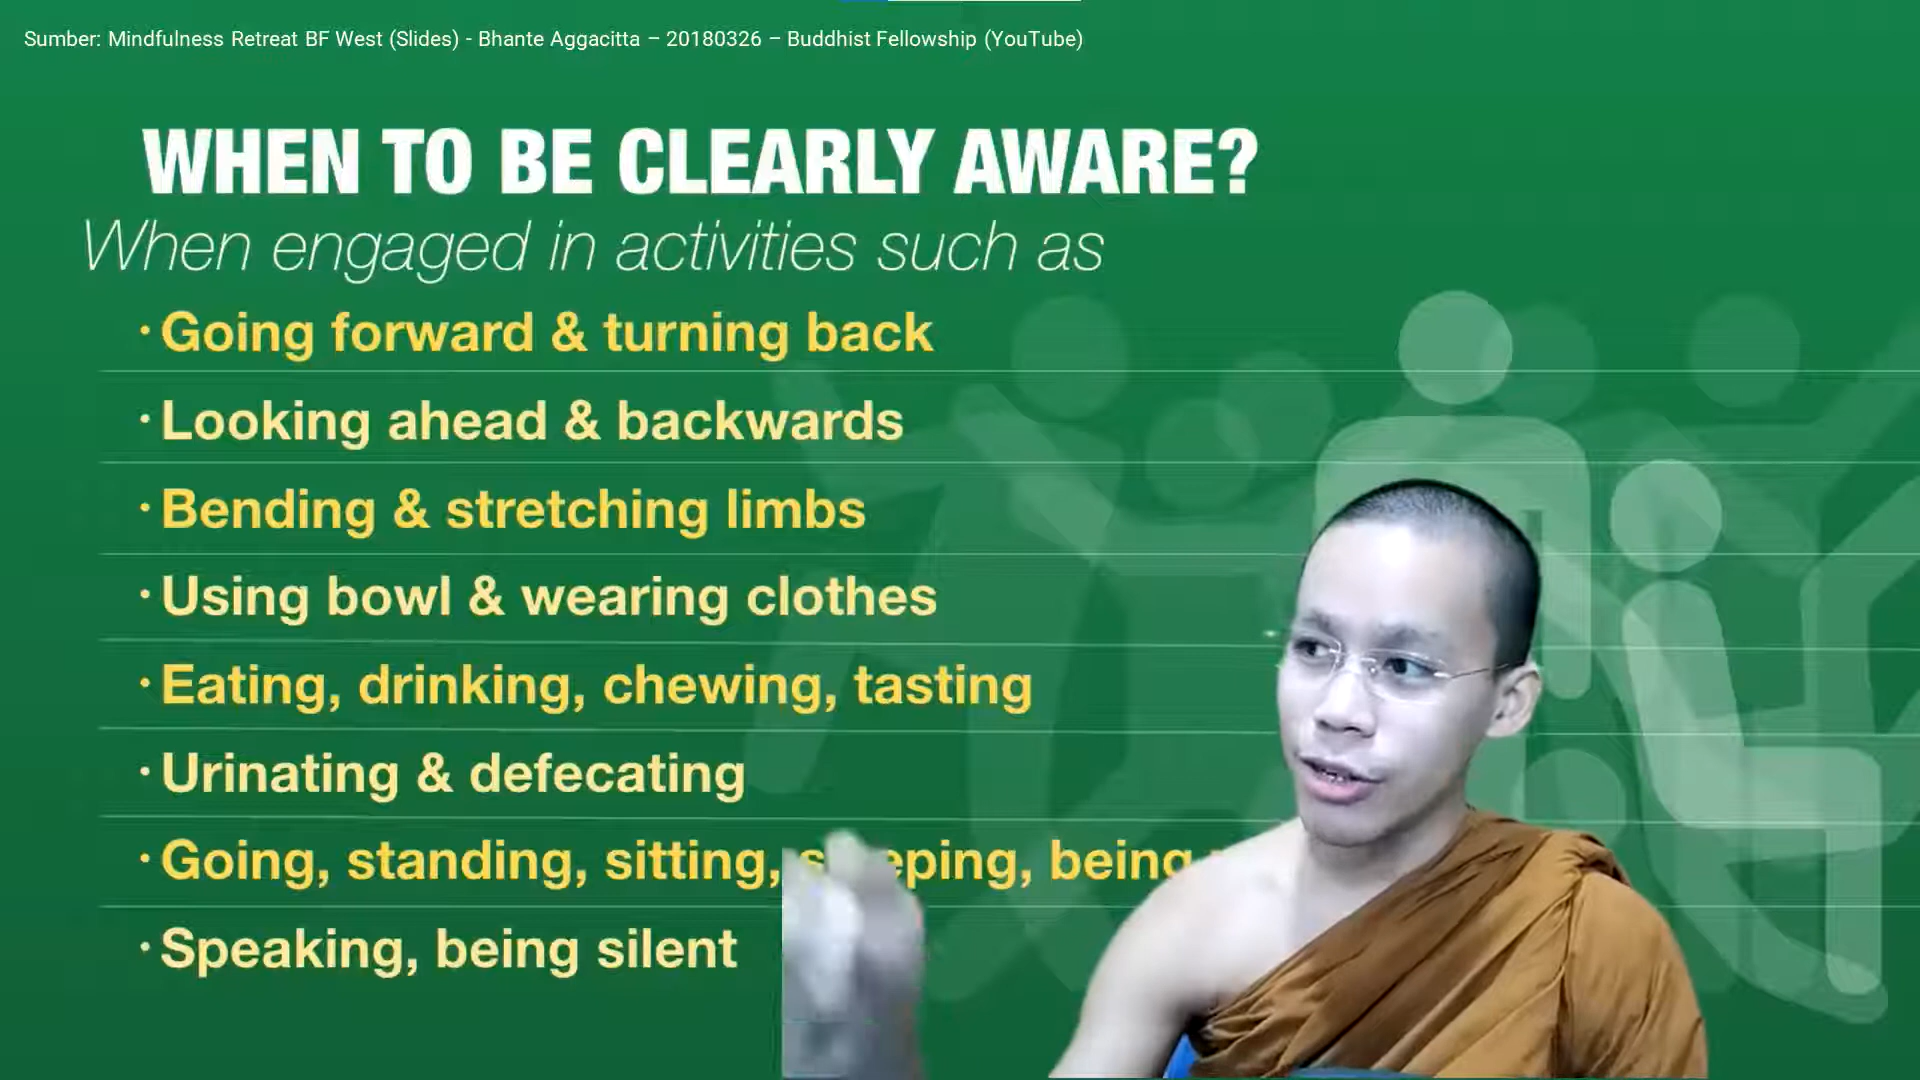 Sumber: Mindfulness Retreat BF West (Slides) - Bhante Aggacitta – 20180326 – Buddhist Fellowship (YouTube)
WHEN TO BE CLEARLY AWARE?
When engaged in activities such as
· Going forward & turning back
· Looking ahead & backwards
· Bending & stretching limbs
· Using bowl & wearing clothes
· Eating, drinking, chewing, tasting
· Urinating & defecating
· Going, standing, sitting, being
· Speaking, being silent